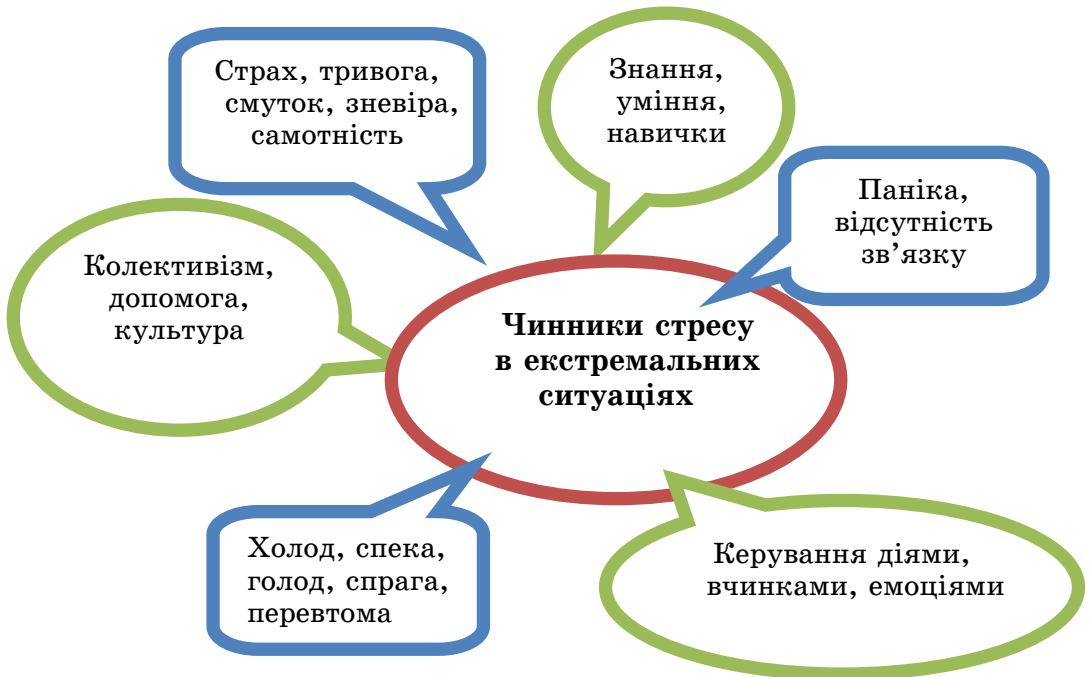 Страх, тривога,
смуток, зневіра,
самотність
Знання,
уміння,
навички
Паніка,
відсутність
зв’язку
Колективізм,
допомога,
культура
Чинники стресу
в екстремальних
ситуаціях
Холод, спека,
голод, спрага,
перевтома
Керування діями,
вчинками, емоціями